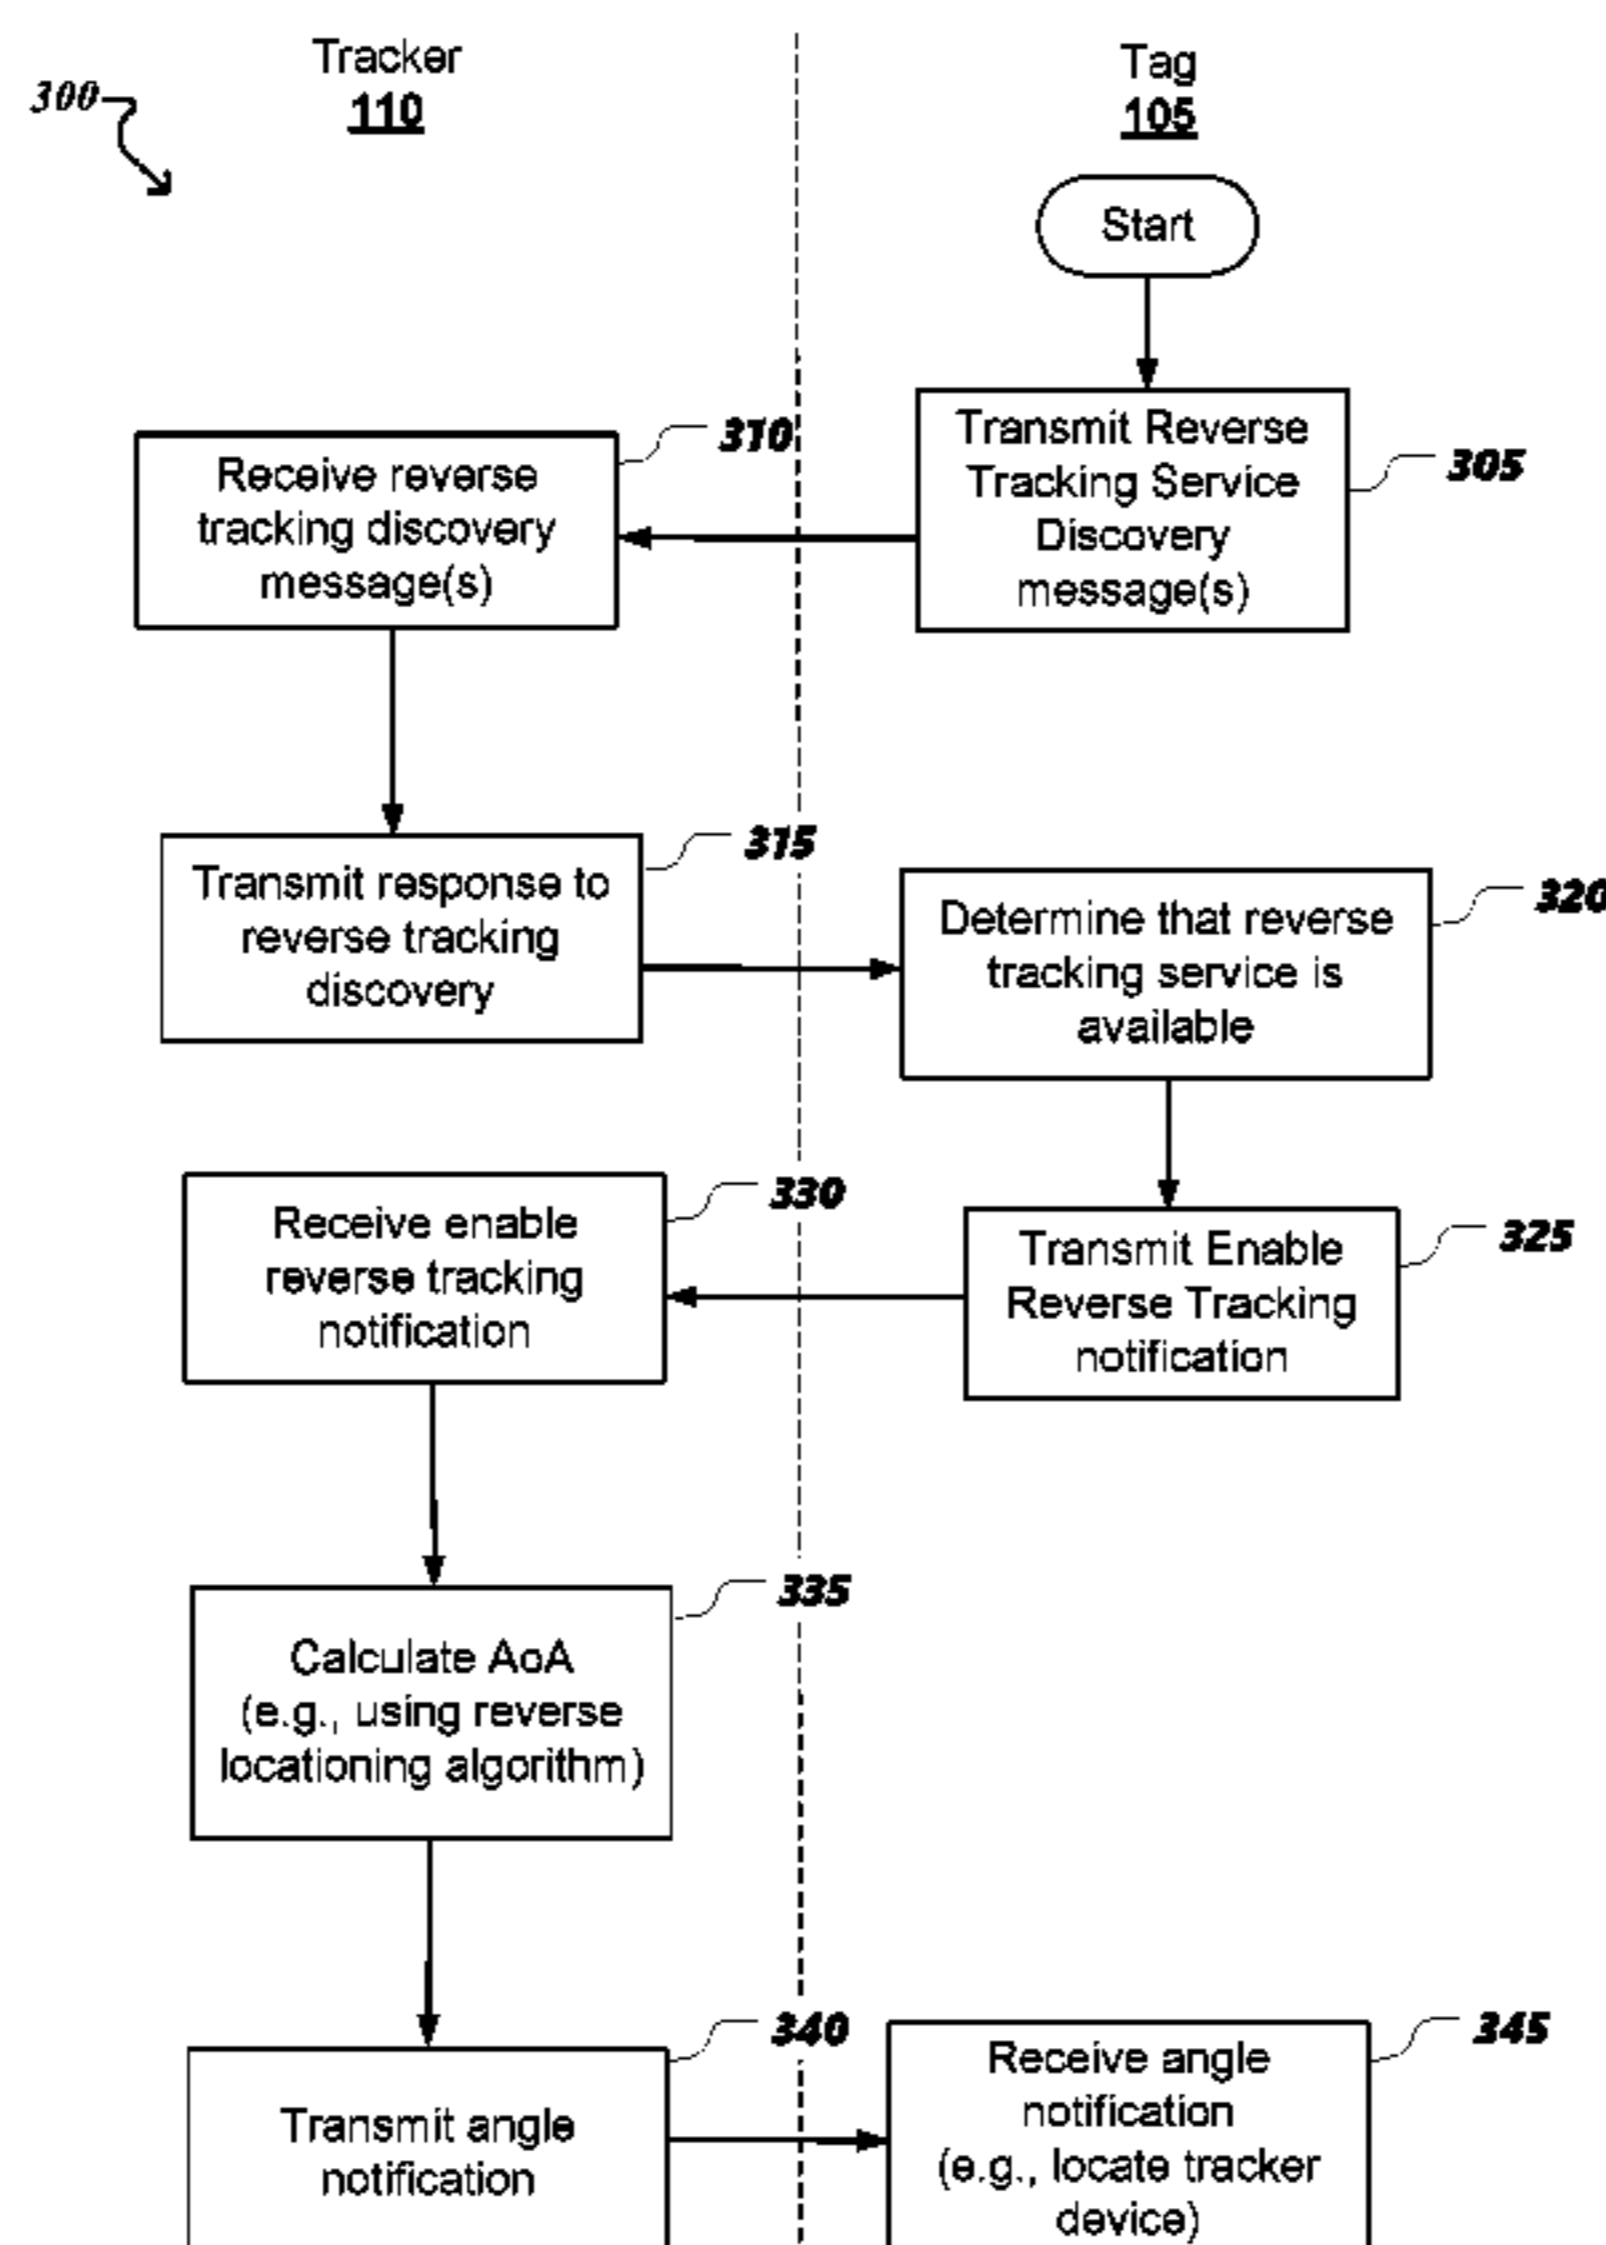 300
Tracker
110
Tag
105
Start
Transmit Reverse
Tracking Service
Discovery
message(s)
305
Receive reverse
tracking discovery
message(s)
310
Transmit response to
reverse tracking
discovery
315
Determine that reverse
tracking service is
available
320
Transmit Enable
Reverse Tracking
notification
325
Receive enable
reverse tracking
notification
330
Calculate AoA
(e.g., using reverse
locationing algorithm)
335
Transmit angle
notification
340
Receive angle
notification
(e.g., locate tracker
device)
345